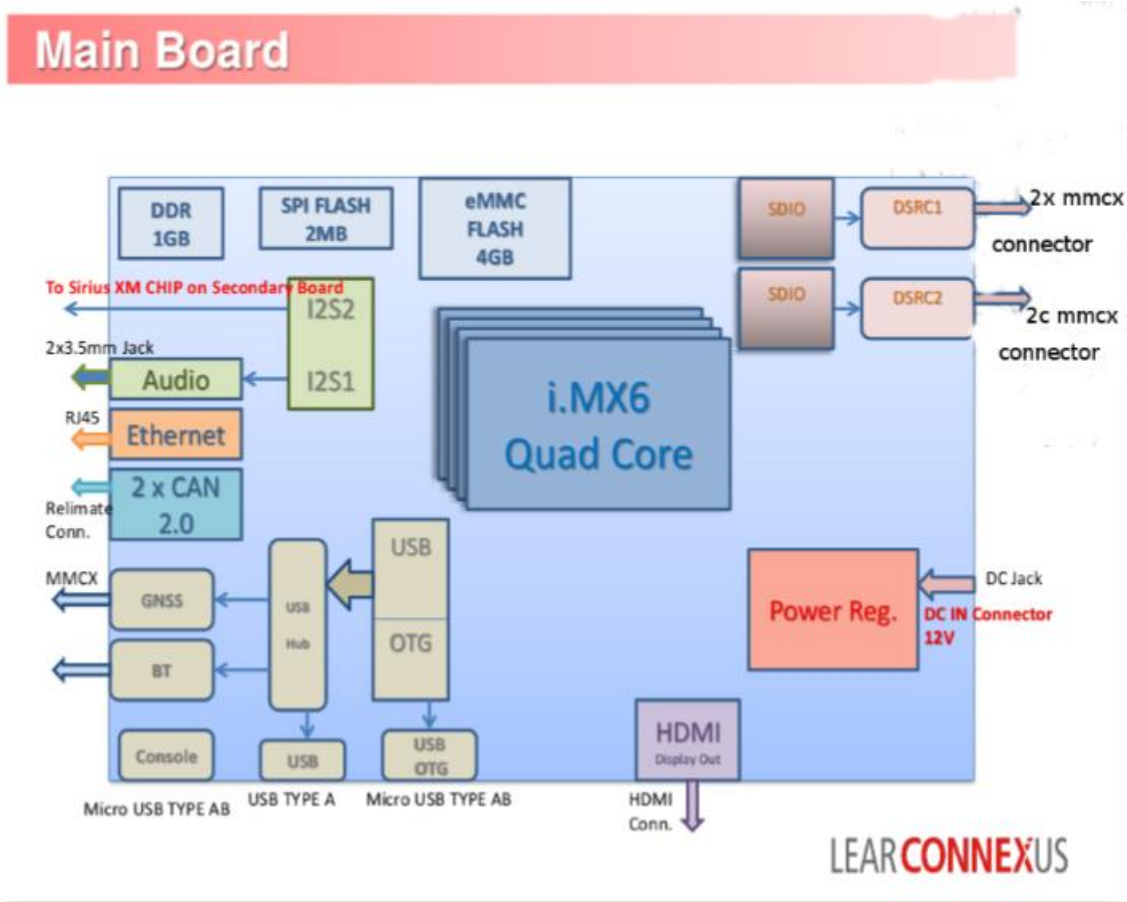 Main Board
DDR
1GB
SPI FLASH
2MB
eMMC
FLASH
4GB
SDIO
DSRC1
2x mmcx
connector
SDIO
DSRC2
2c mmcx
connector
To Sirius XM CHIP on Secondary Board
I2S2
I2S1
2x3.5mm Jack
Audio
RJ45
Ethernet
2 x CAN
2.0
Relimate
Conn.
i.MX6
Quad Core
MMCX
GNSS
BT
USB
Hub
USB
OTG
Console
Micro USB TYPE AB
USB
USB TYPE A
USB
OTG
Micro USB TYPE AB
Power Reg.
DC Jack
DC IN Connector
12V
HDMI
Display Out
HDMI
Conn.
LEAR CONNEXUS